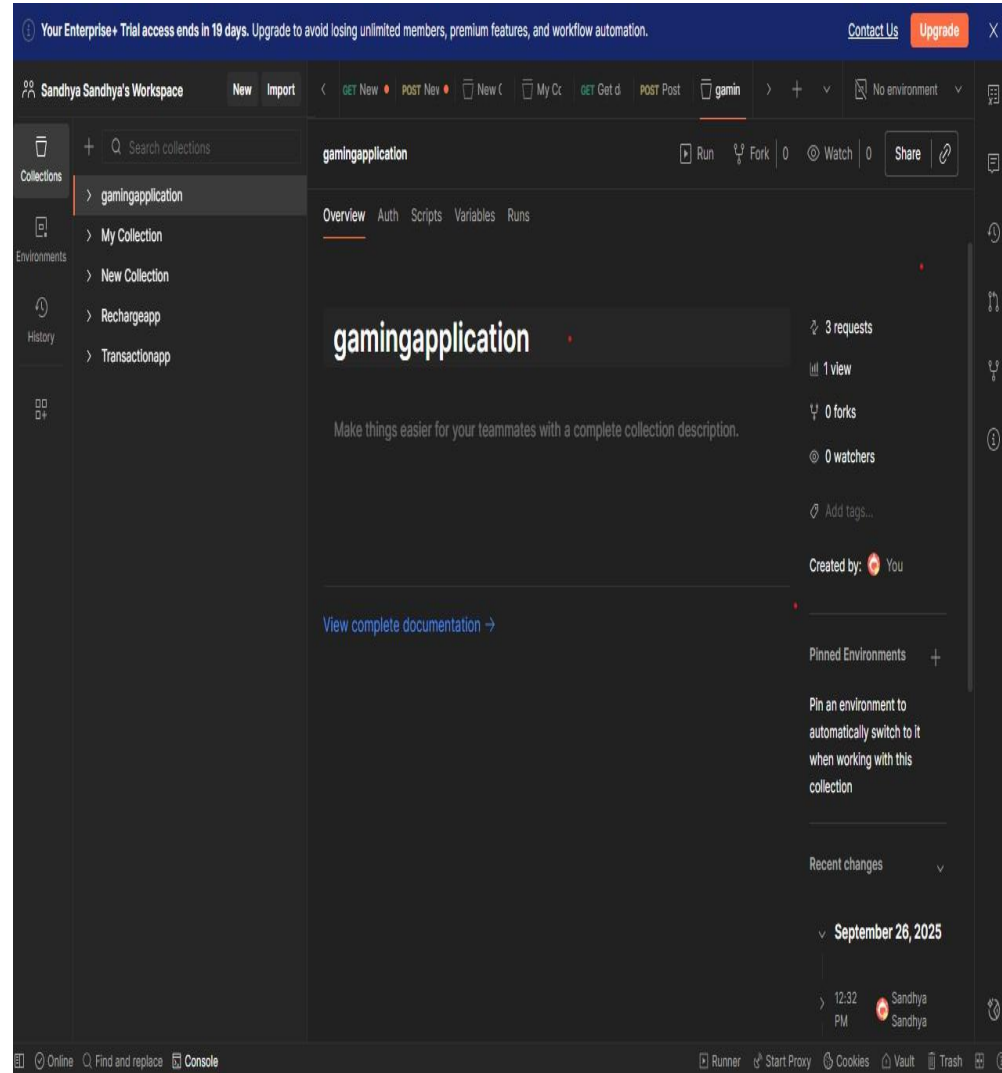 Your Enterprise+ Trial access ends in 19 days. Upgrade to avoid losing unlimited members, premium features, and workflow automation. Contact Us Upgrade X
Sandhya Sandhya's Workspace New Import
GET New POST Nev New C My Cc GET Get d POST Post gamin + No environment
Collections
Environments
History
+ Search collections
gamingapplication
My Collection
New Collection
Rechargeapp
Transactionapp
gamingapplication Run Fork 0 Watch 0 Share
Overview Auth Scripts Variables Runs
gamingapplication
Make things easier for your teammates with a complete collection description.
View complete documentation →
3 requests
1 view
0 forks
0 watchers
Add tags...
Created by: You
Pinned Environments +
Pin an environment to
automatically switch to it
when working with this
collection
Recent changes
September 26, 2025
12:32 PM Sandhya Sandhya
Online Find and replace Console Runner Start Proxy Cookies Vault Trash